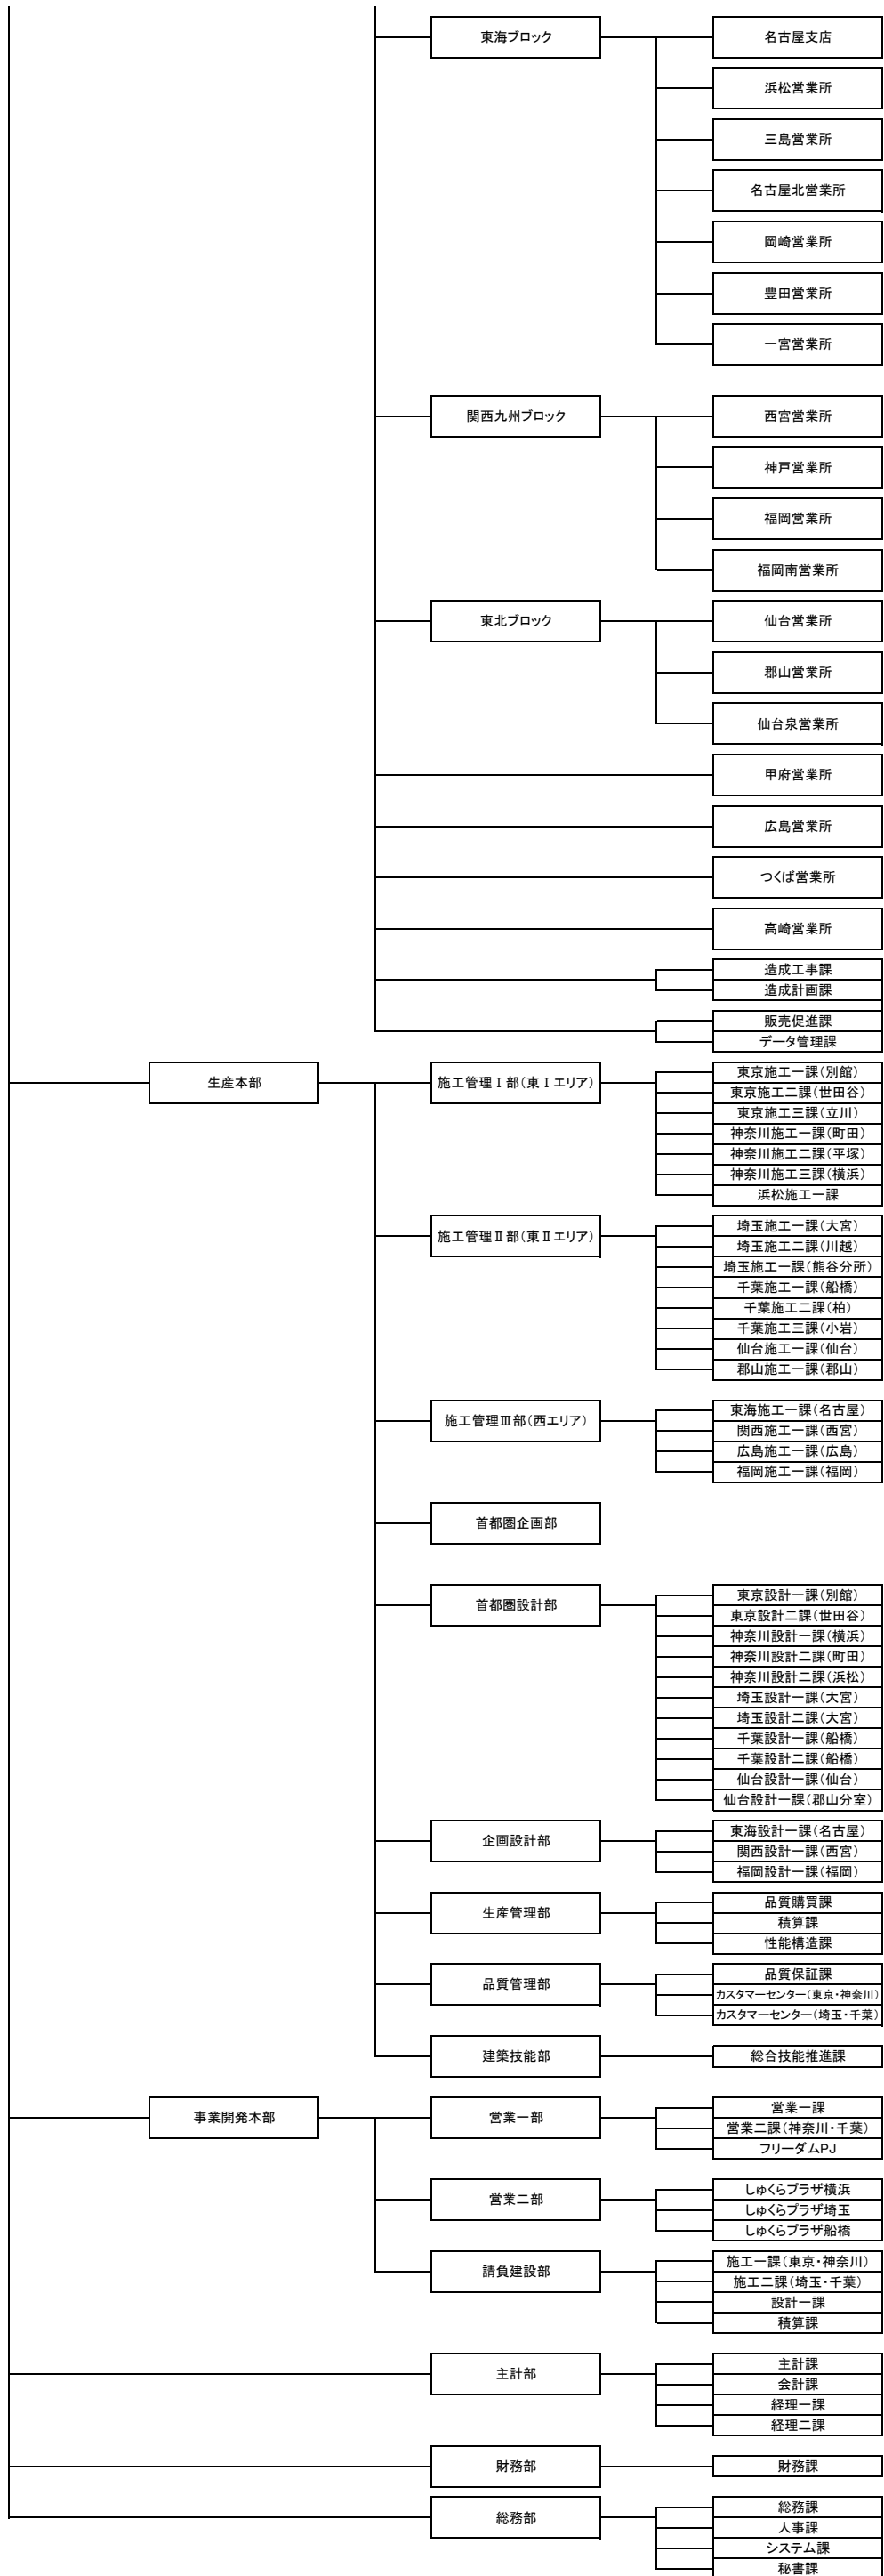 東海ブロック
名古屋支店
浜松営業所
三島営業所
名古屋北営業所
岡崎営業所
豊田営業所
一宮営業所
関西九州ブロック
西宮営業所
神戸営業所
福岡営業所
福岡南営業所
東北ブロック
仙台営業所
郡山営業所
仙台泉営業所
甲府営業所
広島営業所
つくば営業所
高崎営業所
造成工事課
造成計画課
販売促進課
データ管理課
生産本部
施工管理Ⅰ部(東Ⅰエリア)
東京施工一課(別館)
東京施工二課(世田谷)
東京施工三課(立川)
神奈川施工一課(町田)
神奈川施工二課(平塚)
神奈川施工三課(横浜)
浜松施工一課
施工管理Ⅱ部(東Ⅱエリア)
埼玉施工一課(大宮)
埼玉施工二課(川越)
埼玉施工一課(熊谷分所)
千葉施工一課(船橋)
千葉施工二課(柏)
千葉施工三課(小岩)
仙台施工一課(仙台)
郡山施工一課(郡山)
施工管理Ⅲ部(西エリア)
東海施工一課(名古屋)
関西施工一課(西宮)
広島施工一課(広島)
福岡施工一課(福岡)
首都圏企画部
首都圏設計部
東京設計一課(別館)
東京設計二課(世田谷)
神奈川設計一課(横浜)
神奈川設計二課(町田)
神奈川設計二課(浜松)
埼玉設計一課(大宮)
埼玉設計二課(大宮)
千葉設計一課(船橋)
千葉設計二課(船橋)
仙台設計一課(仙台)
仙台設計一課(郡山分室)
企画設計部
東海設計一課(名古屋)
関西設計一課(西宮)
福岡設計一課(福岡)
生産管理部
品質購買課
積算課
性能構造課
品質管理部
品質保証課
カスタマーセンター(東京・神奈川)
カスタマーセンター(埼玉・千葉)
建築技能部
総合技能推進課
事業開発本部
営業一部
営業一課
営業二課(神奈川・千葉)
フリーダムPJ
営業二部
しゅくらプラザ横浜
しゅくらプラザ埼玉
しゅくらプラザ船橋
請負建設部
施工一課(東京・神奈川)
施工二課(埼玉・千葉)
設計一課
積算課
主計部
主計課
会計課
経理一課
経理二課
財務部
財務課
総務部
総務課
人事課
システム課
秘書課